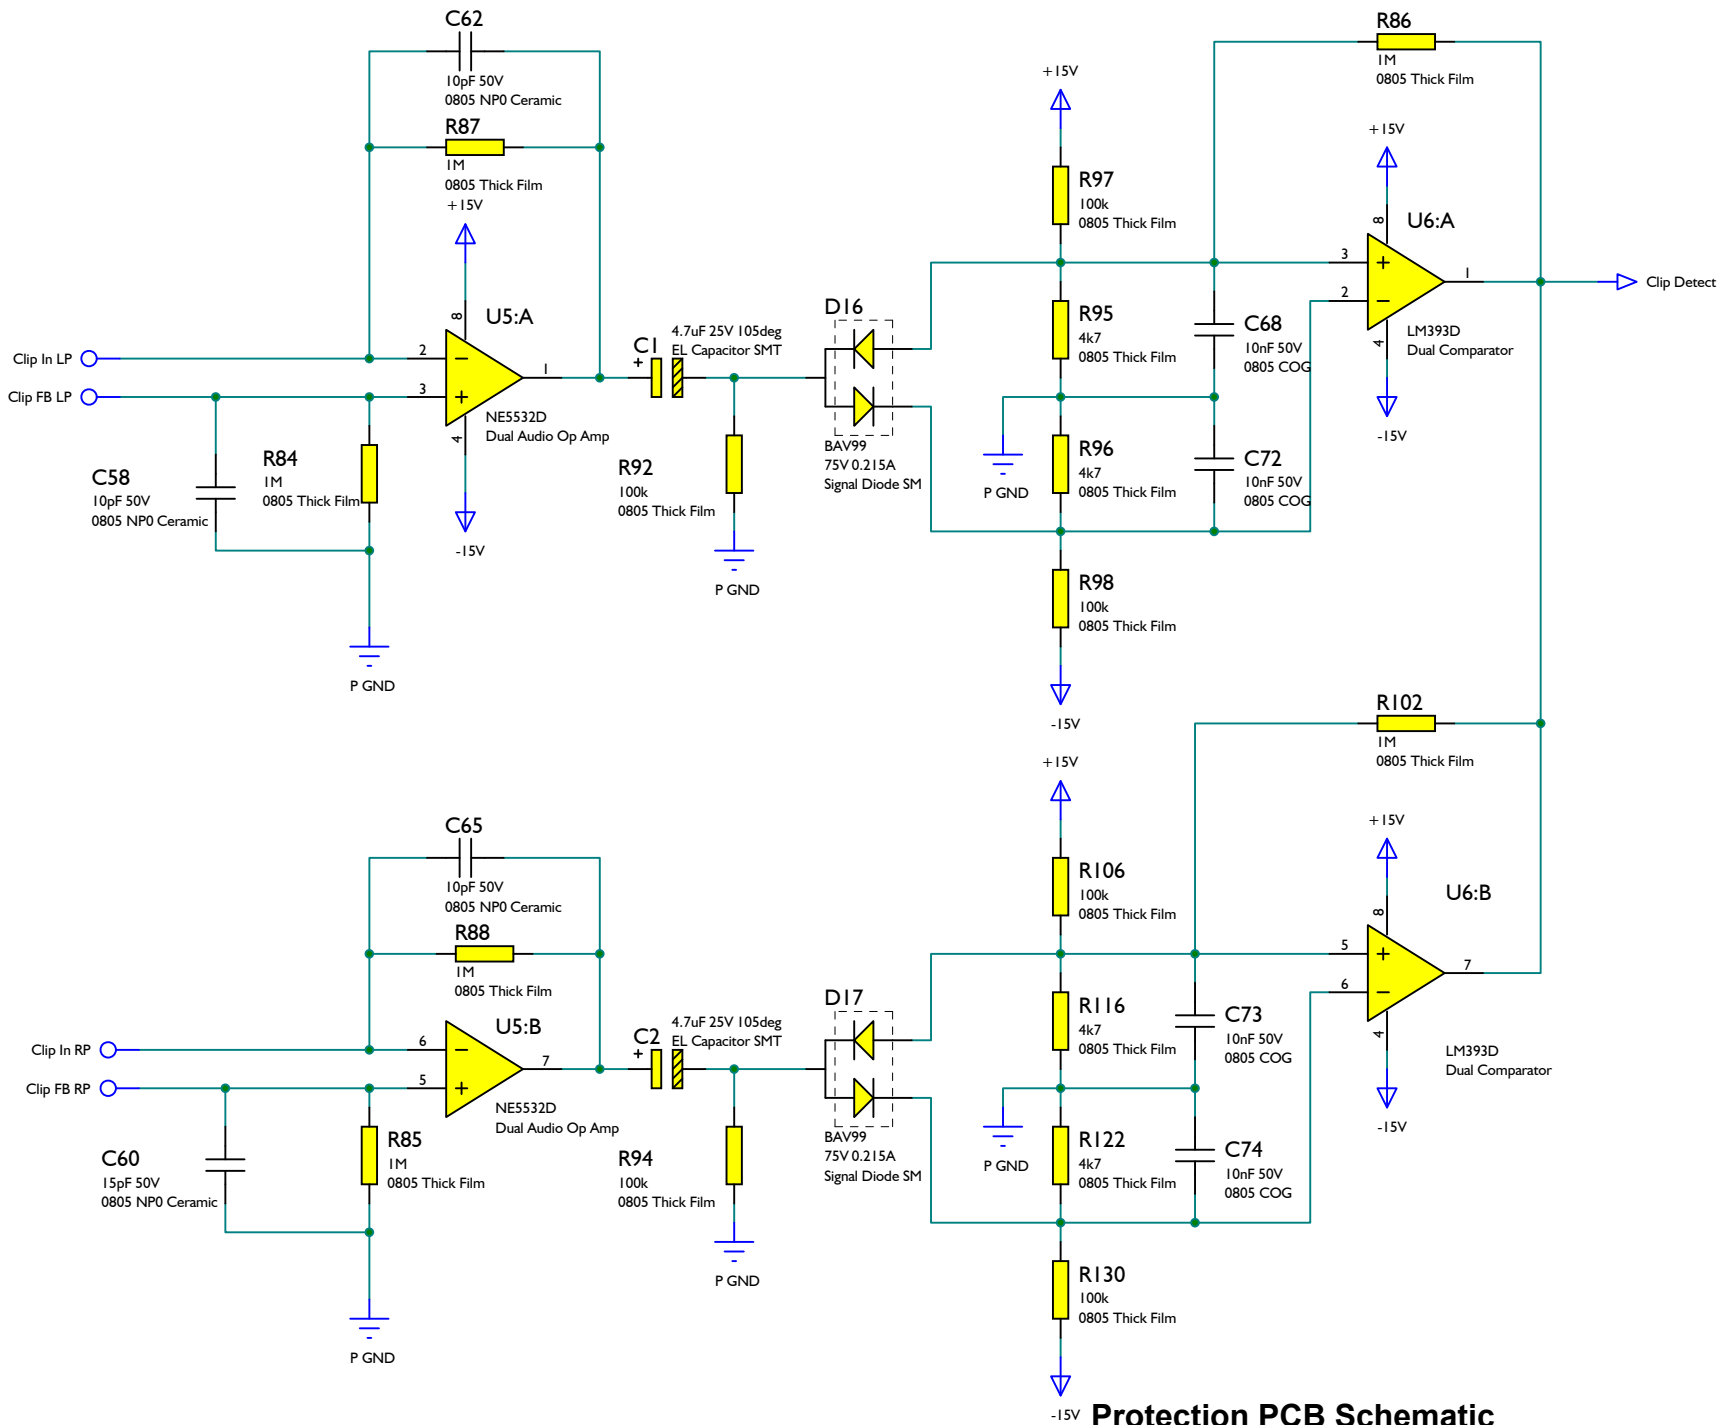 C62
10pF 50V
0805 NP0 Ceramic
R87
1M
0805 Thick Film
+15V
8
U5:A
Clip In LP
2
1
Clip FB LP
3
4
NE5532D
Dual Audio Op Amp
-15V
C58
10pF 50V
0805 NP0 Ceramic
R84
1M
0805 Thick Film
P GND
C1
+
4.7uF 25V 105deg
EL Capacitor SMT
R92
100k
0805 Thick Film
P GND
D16
BAV99
75V 0.215A
Signal Diode SM
+15V
R97
100k
0805 Thick Film
R95
4k7
0805 Thick Film
P GND
R96
4k7
0805 Thick Film
R98
100k
0805 Thick Film
-15V
C68
10nF 50V
0805 COG
C72
10nF 50V
0805 COG
R86
1M
0805 Thick Film
+15V
8
U6:A
3
2
1
4
LM393D
Dual Comparator
-15V
Clip Detect
R102
1M
0805 Thick Film
C65
10pF 50V
0805 NP0 Ceramic
R88
1M
0805 Thick Film
U5:B
Clip In RP
6
7
Clip FB RP
5
NE5532D
Dual Audio Op Amp
C60
15pF 50V
0805 NP0 Ceramic
R85
1M
0805 Thick Film
P GND
C2
+
4.7uF 25V 105deg
EL Capacitor SMT
R94
100k
0805 Thick Film
P GND
D17
BAV99
75V 0.215A
Signal Diode SM
+15V
R106
100k
0805 Thick Film
R116
4k7
0805 Thick Film
P GND
R122
4k7
0805 Thick Film
R130
100k
0805 Thick Film
-15V
C73
10nF 50V
0805 COG
C74
10nF 50V
0805 COG
+15V
8
U6:B
5
6
7
4
LM393D
Dual Comparator
-15V
Protection PCB Schematic